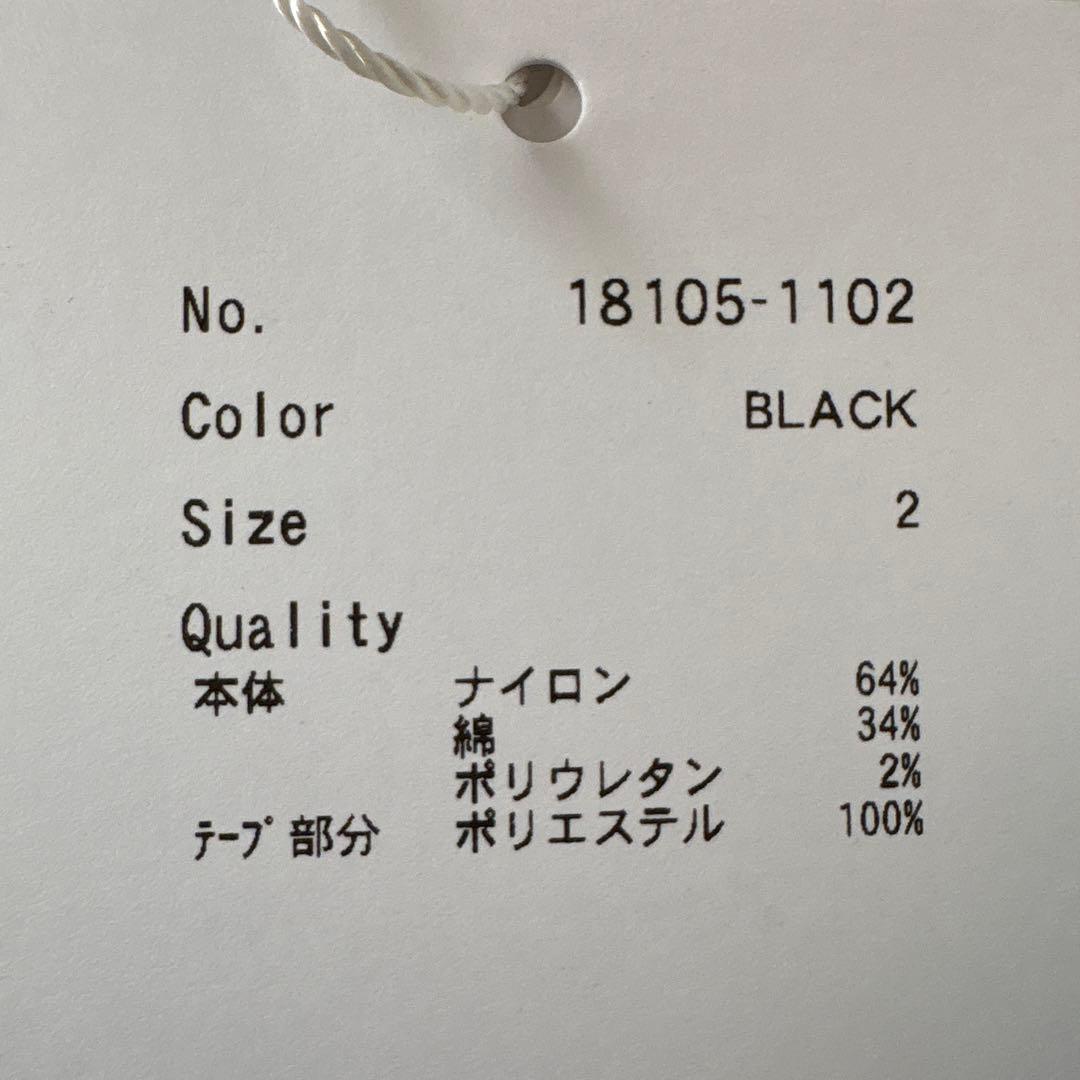 No. 18105-1102
Color BLACK
Size 2
Quality
本体 ナイロン 64%
綿 34%
ポリウレタン 2%
ﾃｰﾌﾟ部分 ポリエステル 100%